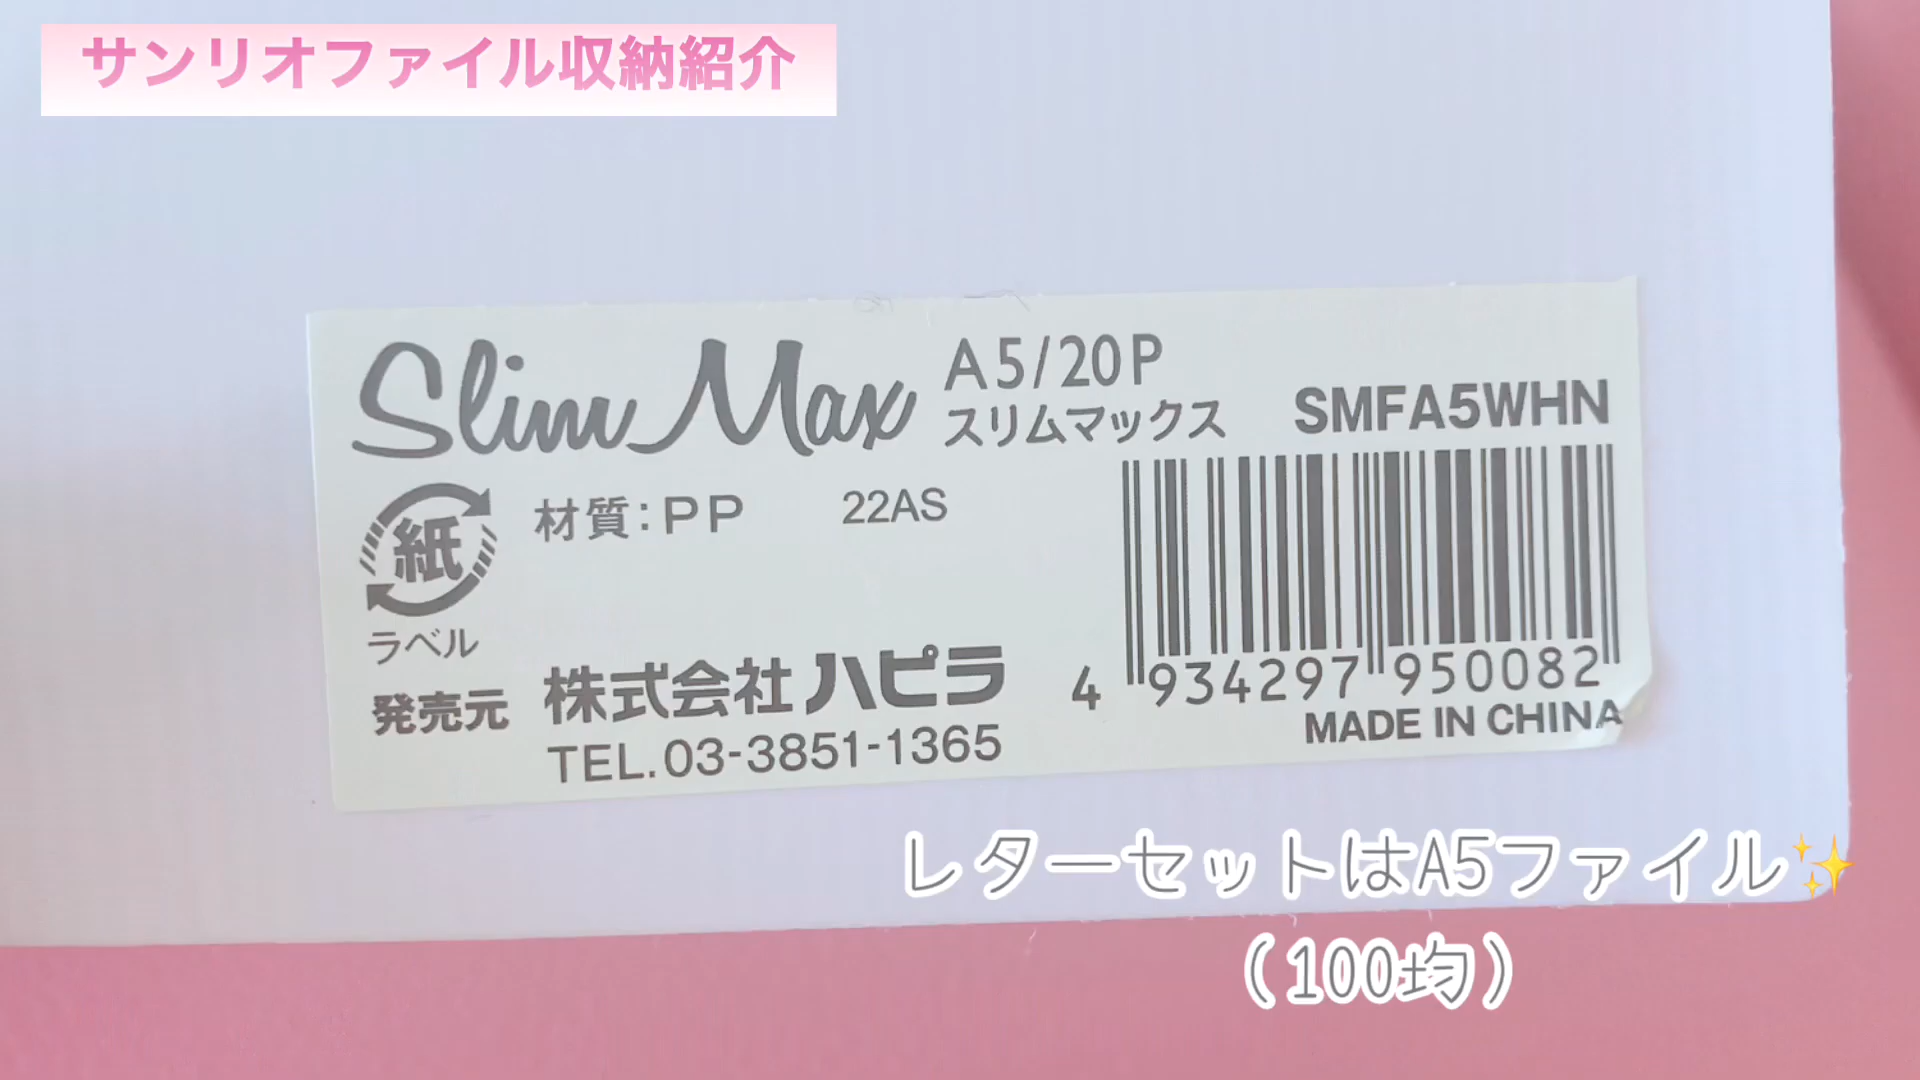 サンリオファイル収納紹介
Slim Max
A5/20P
スリムマックス
SMFA5WHN
紙
ラベル
材質:PP 22AS
発売元 株式会社ハピラ
TEL.03-3851-1365
4 934297 950082
MADE IN CHINA
レターセットはA5ファイル✨
(100均)